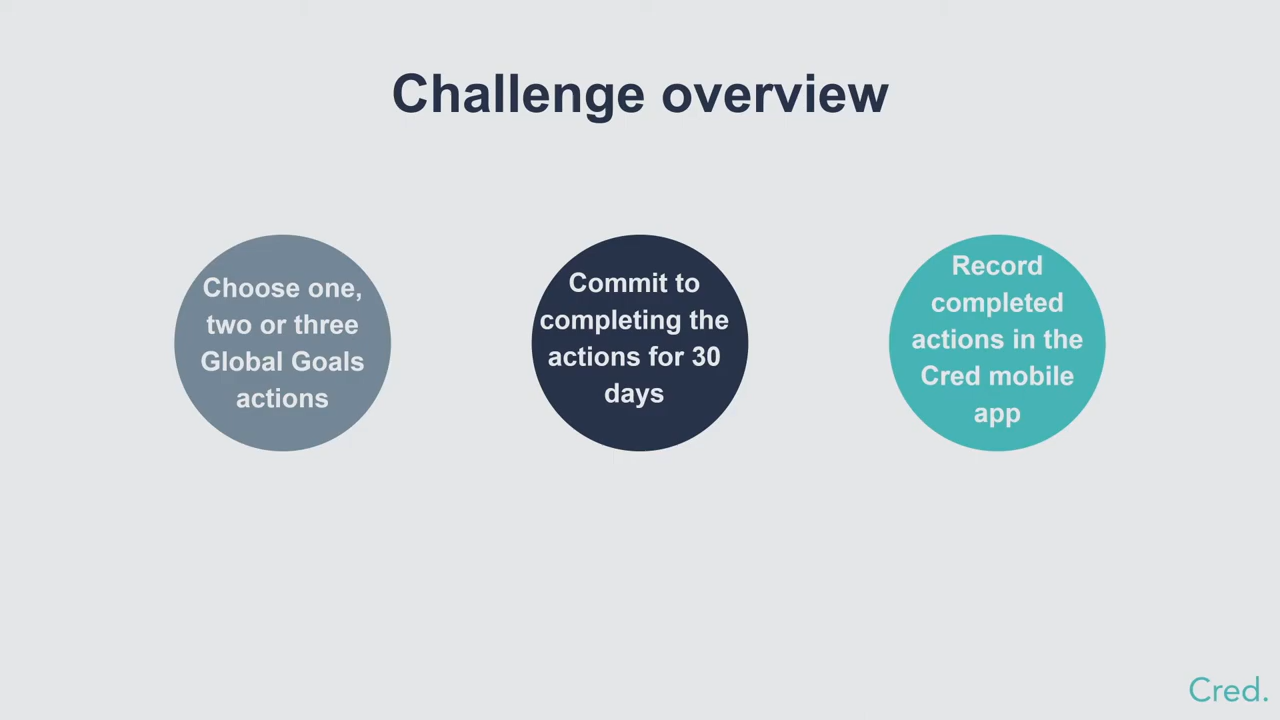 Challenge overview
Choose one,
two or three
Global Goals
actions
Commit to
completing the
actions for 30
days
Record
completed
actions in the
Cred mobile
app
Cred.